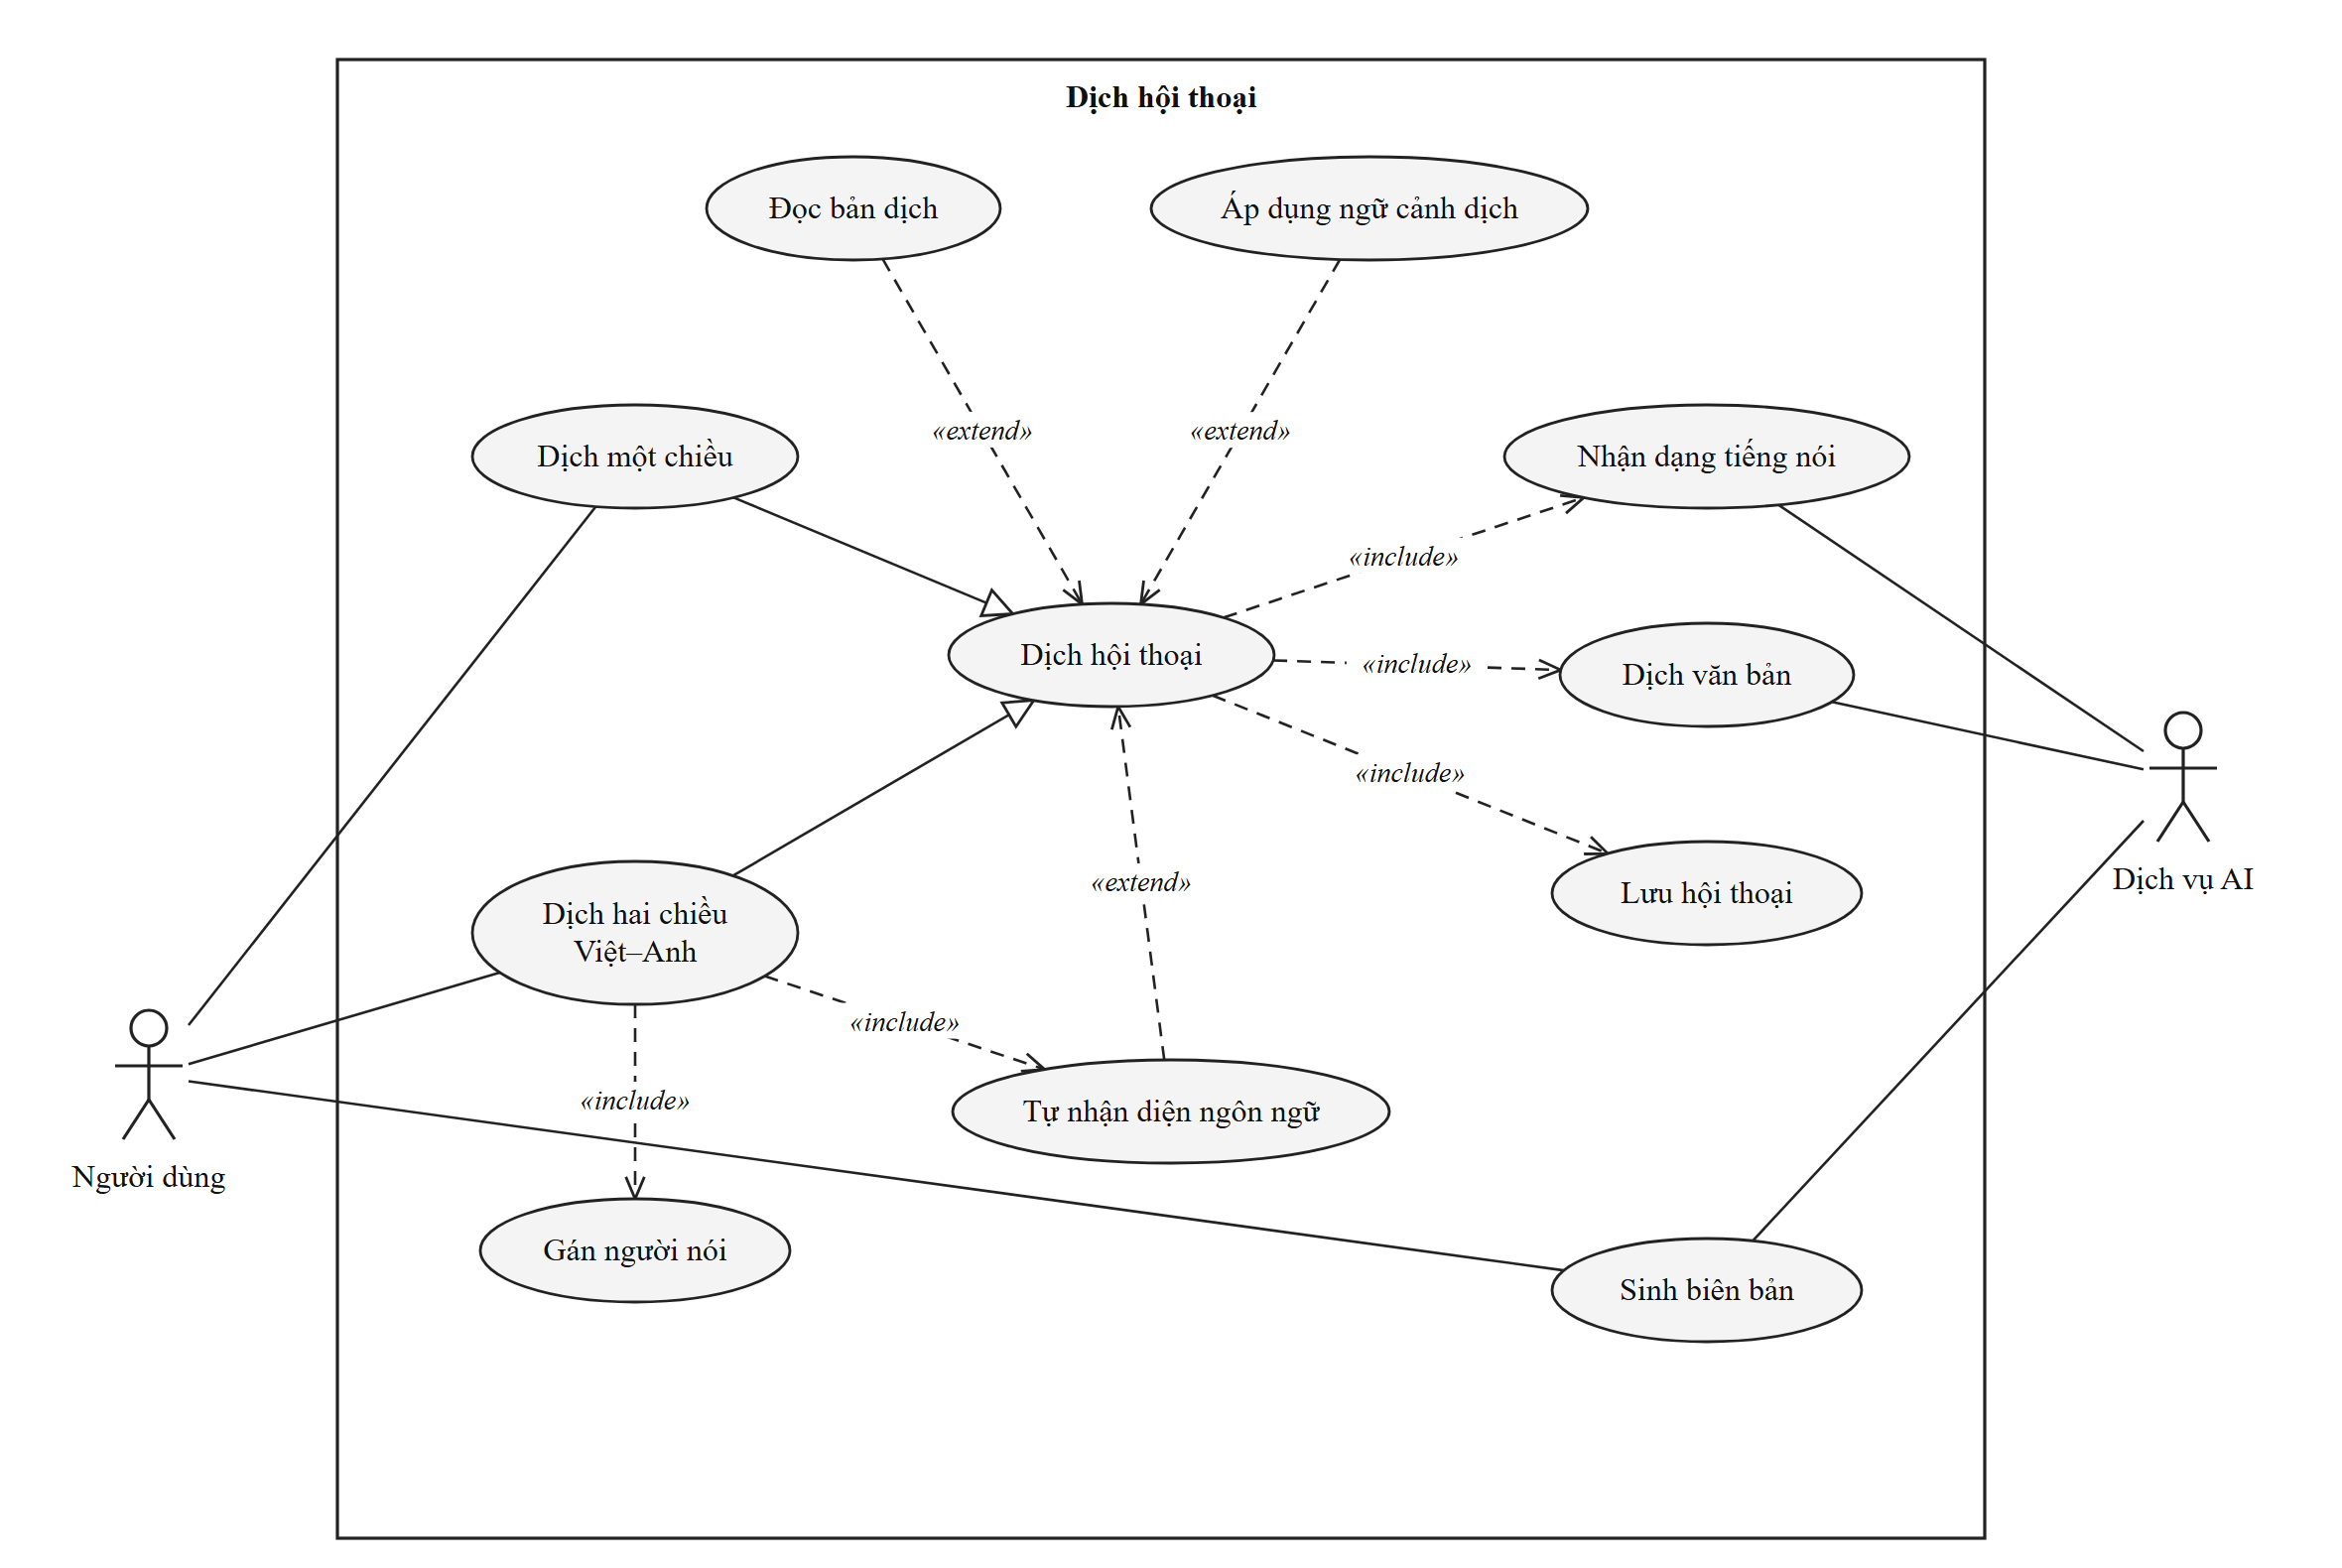 Dịch hội thoại
Đọc bản dịch
Áp dụng ngữ cảnh dịch
«extend»
«extend»
Dịch một chiều
Nhận dạng tiếng nói
«include»
Dịch hội thoại
«include»
Dịch văn bản
«include»
«extend»
Lưu hội thoại
Dịch vụ AI
Dịch hai chiều
Việt–Anh
«include»
«include»
Tự nhận diện ngôn ngữ
Người dùng
Gán người nói
Sinh biên bản